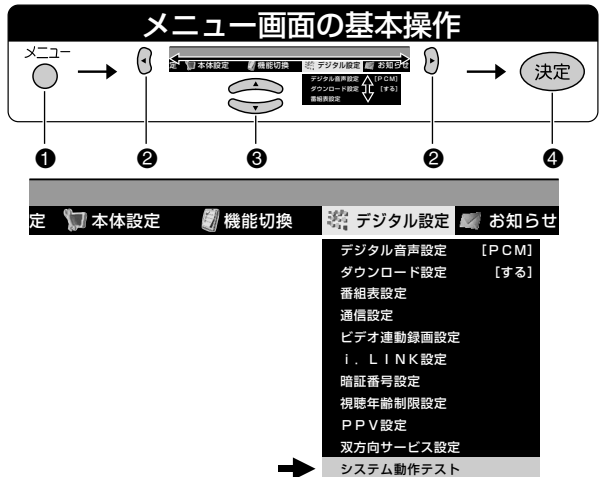 メニュー画面の基本操作
メニュー
定 本体設定 機能切換 デジタル設定 お知らせ
デジタル音声設定 [PCM]
ダウンロード設定 [する]
番組表設定
決定
❶ ❷ ❸ ❷ ❹
定 本体設定 機能切換 デジタル設定 お知らせ
デジタル音声設定 [PCM]
ダウンロード設定 [する]
番組表設定
通信設定
ビデオ連動録画設定
i.LINK設定
暗証番号設定
視聴年齢制限設定
PPV設定
双方向サービス設定
システム動作テスト